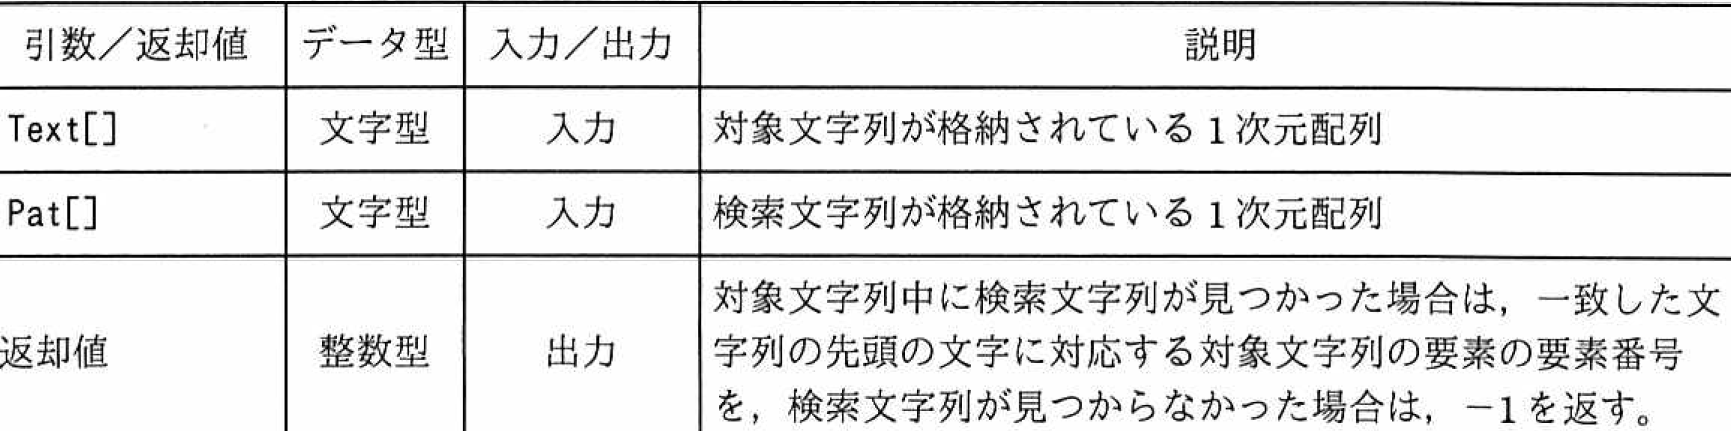 引数／返却値 データ型 入力／出力 説明
Text[] 文字型 入力 対象文字列が格納されている1次元配列
Pat[] 文字型 入力 検索文字列が格納されている1次元配列
対象文字列中に検索文字列が見つかった場合は，一致した文
返却値 整数型 出力 字列の先頭の文字に対応する対象文字列の要素の要素番号
を，検索文字列が見つからなかった場合は，－1を返す。